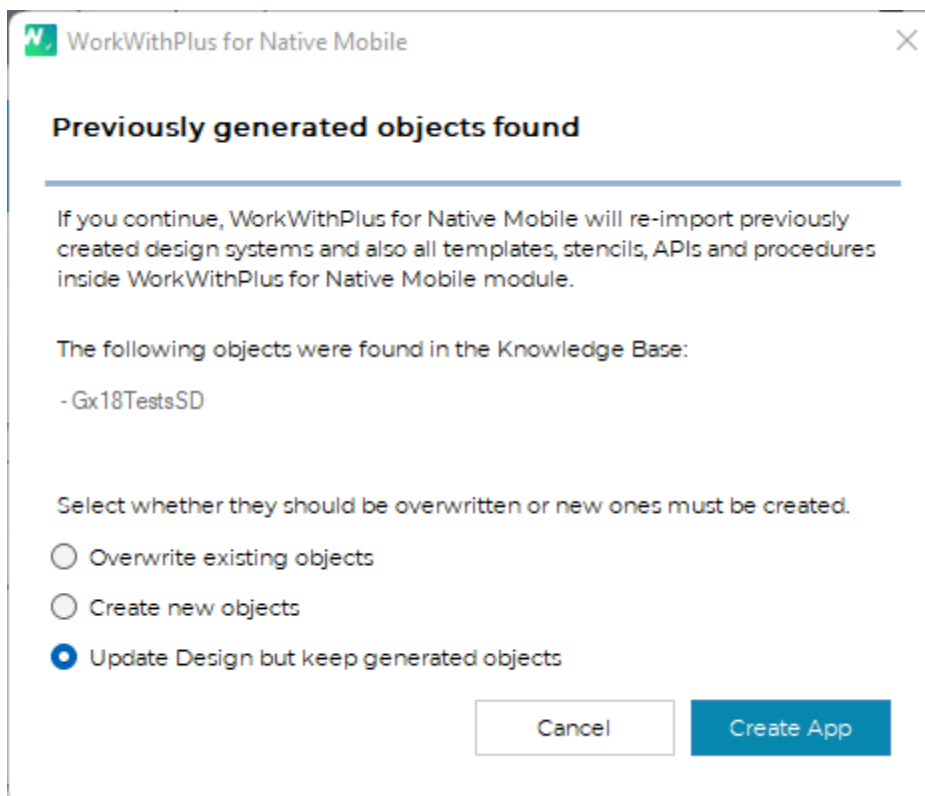 WorkWithPlus for Native Mobile
Previously generated objects found
If you continue, WorkWithPlus for Native Mobile will re-import previously
created design systems and also all templates, stencils, APIs and procedures
inside WorkWithPlus for Native Mobile module.
The following objects were found in the Knowledge Base:
- Gx18TestsSD
Select whether they should be overwritten or new ones must be created.
Overwrite existing objects
Create new objects
Update Design but keep generated objects
Cancel
Create App